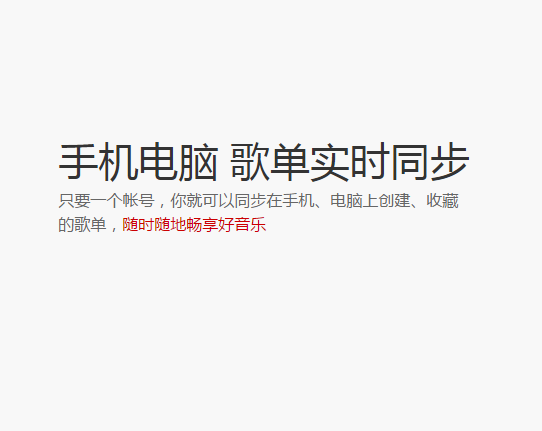 手机电脑 歌单实时同步
只要一个帐号，你就可以同步在手机、电脑上创建、收藏
的歌单，随时随地畅享好音乐